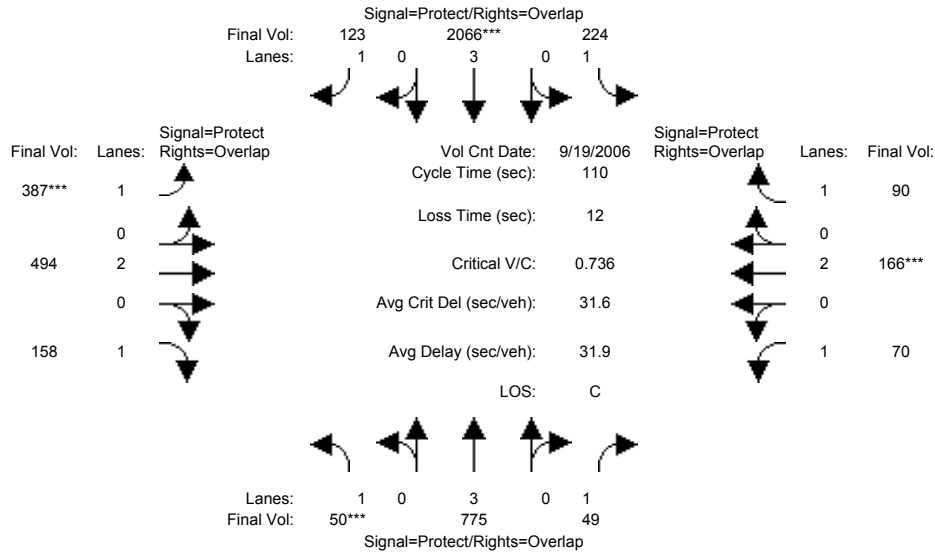 Signal=Protect/Rights=Overlap
Final Vol: 123 2066*** 224
Lanes: 1 0 3 0 1
Signal=Protect Signal=Protect
Final Vol: Lanes: Rights=Overlap Vol Cnt Date: 9/19/2006 Rights=Overlap Lanes: Final Vol:
Cycle Time (sec): 110
387*** 1 1 90
Loss Time (sec): 12
0 0
494 2 Critical V/C: 0.736 2 166***
0 Avg Crit Del (sec/veh): 31.6 0
158 1 Avg Delay (sec/veh): 31.9 1 70
LOS: C
Lanes: 1 0 3 0 1
Final Vol: 50*** 775 49
Signal=Protect/Rights=Overlap